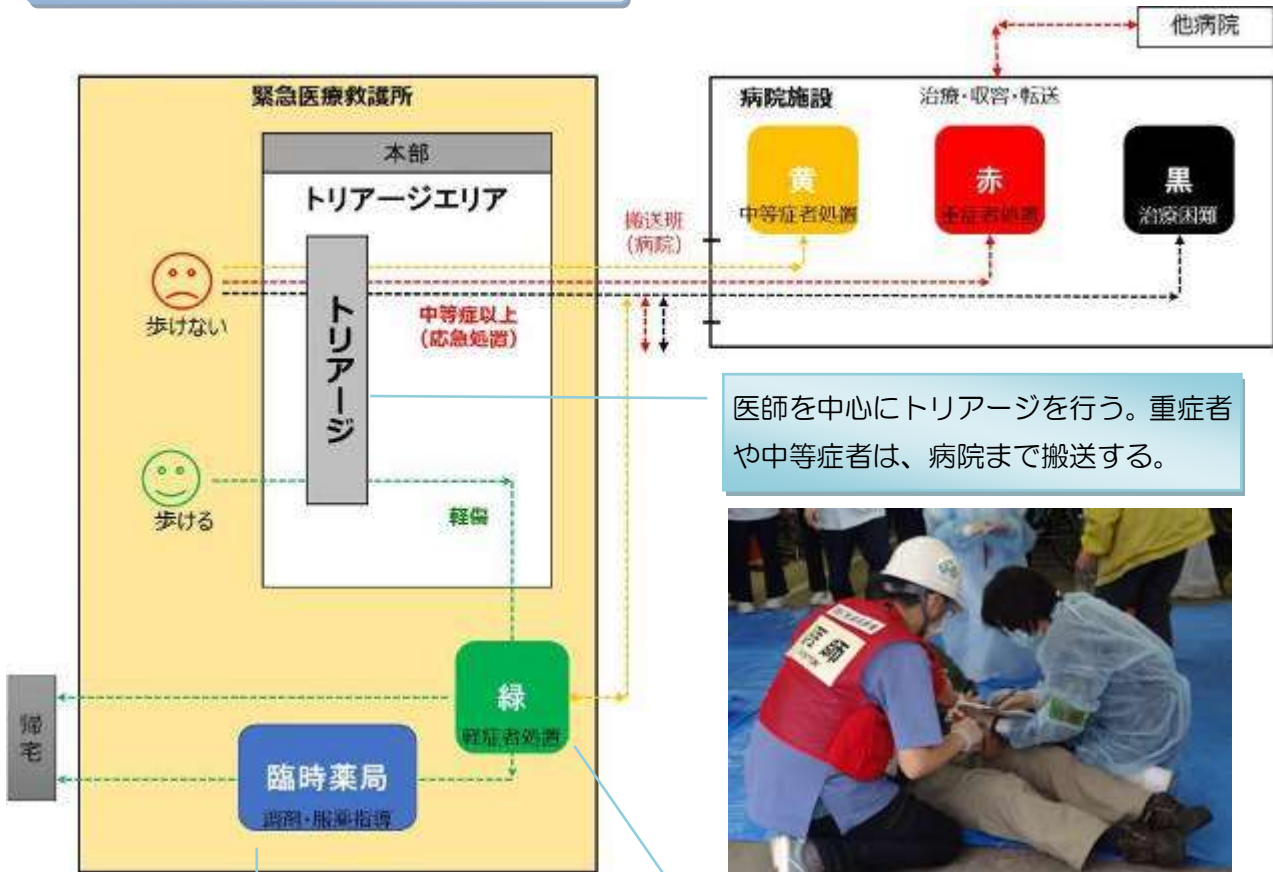 他病院
緊急医療救護所
病院施設
治療・収容・転送
本部
トリアージエリア
黄
中等症者処置
赤
重症者処置
黒
治療困難
搬送班
(病院)
歩けない
トリアージ
中等症以上
(応急処置)
医師を中心にトリアージを行う。重症者
や中等症者は、病院まで搬送する。
歩ける
軽傷
緑
軽症者処置
帰宅
臨時薬局
調剤・服薬指導